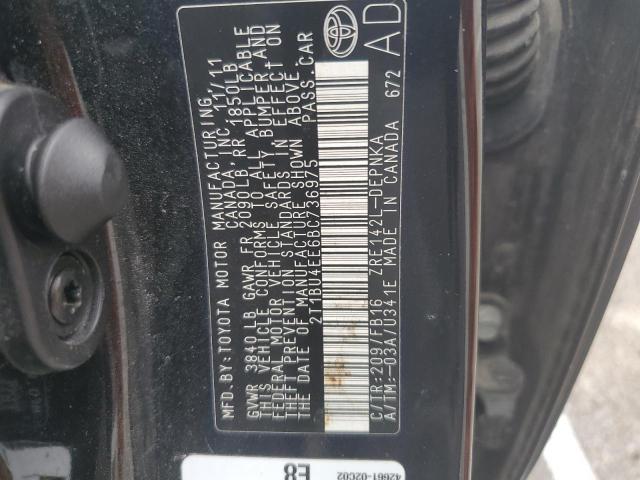 MFD.BY:TOYOTA MOTOR MANUFACTURING,
CANADA, INC. 11/11
GVWR 3840LB GAWR FR 2090LB,RR 1850LB
THIS VEHICLE CONFORMS TO ALL APPLICABLE
FEDERAL MOTOR VEHICLE SAFETY BUMPER AND
THEFT PREVENTION STANDARDS IN EFFECT ON
THE DATE OF MANUFACTURE SHOWN ABOVE.
2T1BU4EE6BC736975 PASS.CAR
C/TR:209/FB16 ZRE142L-DEPNKA
A/TM:-03A/U341E MADE IN CANADA 672
AD
42661-02C02
E8